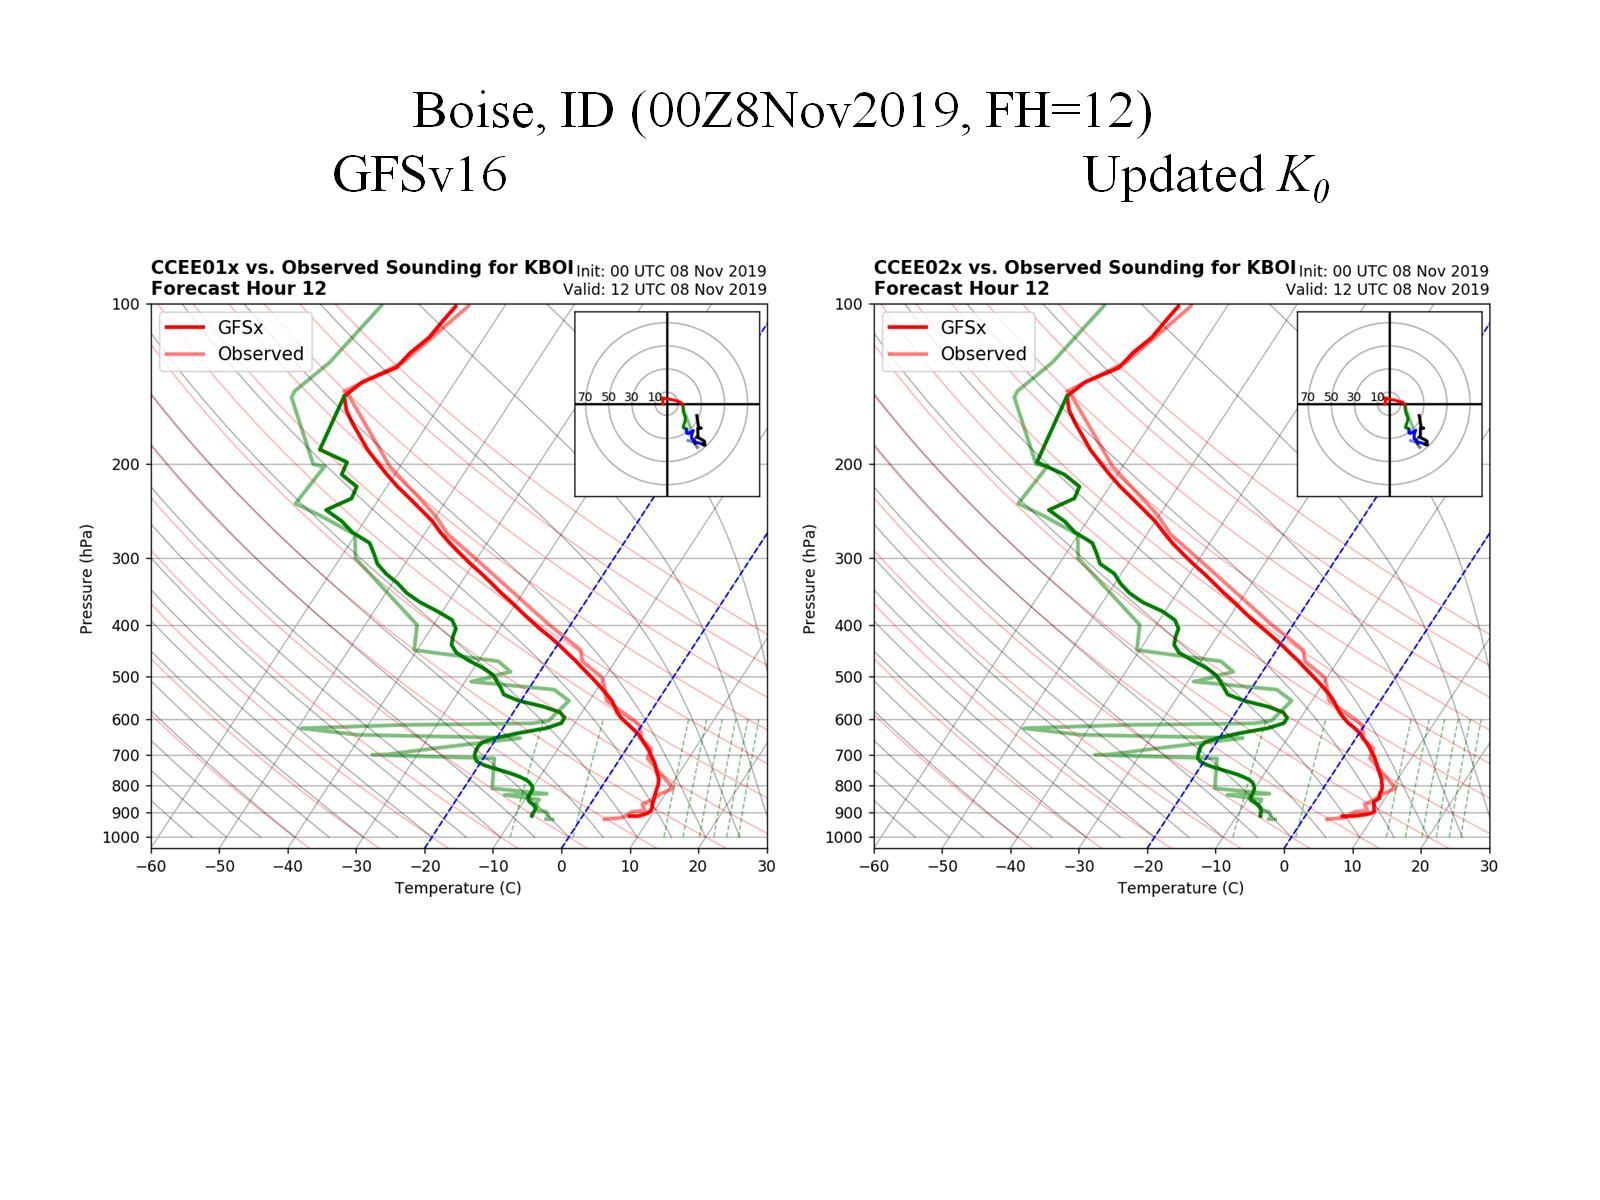 Boise, ID (00Z8Nov2019, FH=12)
GFSv16
Updated K0
CCEE01x vs. Observed Sounding for KBOI
Init: 00 UTC 08 Nov 2019
Forecast Hour 12
Valid: 12 UTC 08 Nov 2019
GFSx
Observed
70 50 30 10
100
200
300
400
500
600
700
800
900
1000
Pressure (hPa)
−60 −50 −40 −30 −20 −10 0 10 20 30
Temperature (C)
CCEE02x vs. Observed Sounding for KBOI
Init: 00 UTC 08 Nov 2019
Forecast Hour 12
Valid: 12 UTC 08 Nov 2019
GFSx
Observed
70 50 30 10
100
200
300
400
500
600
700
800
900
1000
Pressure (hPa)
−60 −50 −40 −30 −20 −10 0 10 20 30
Temperature (C)